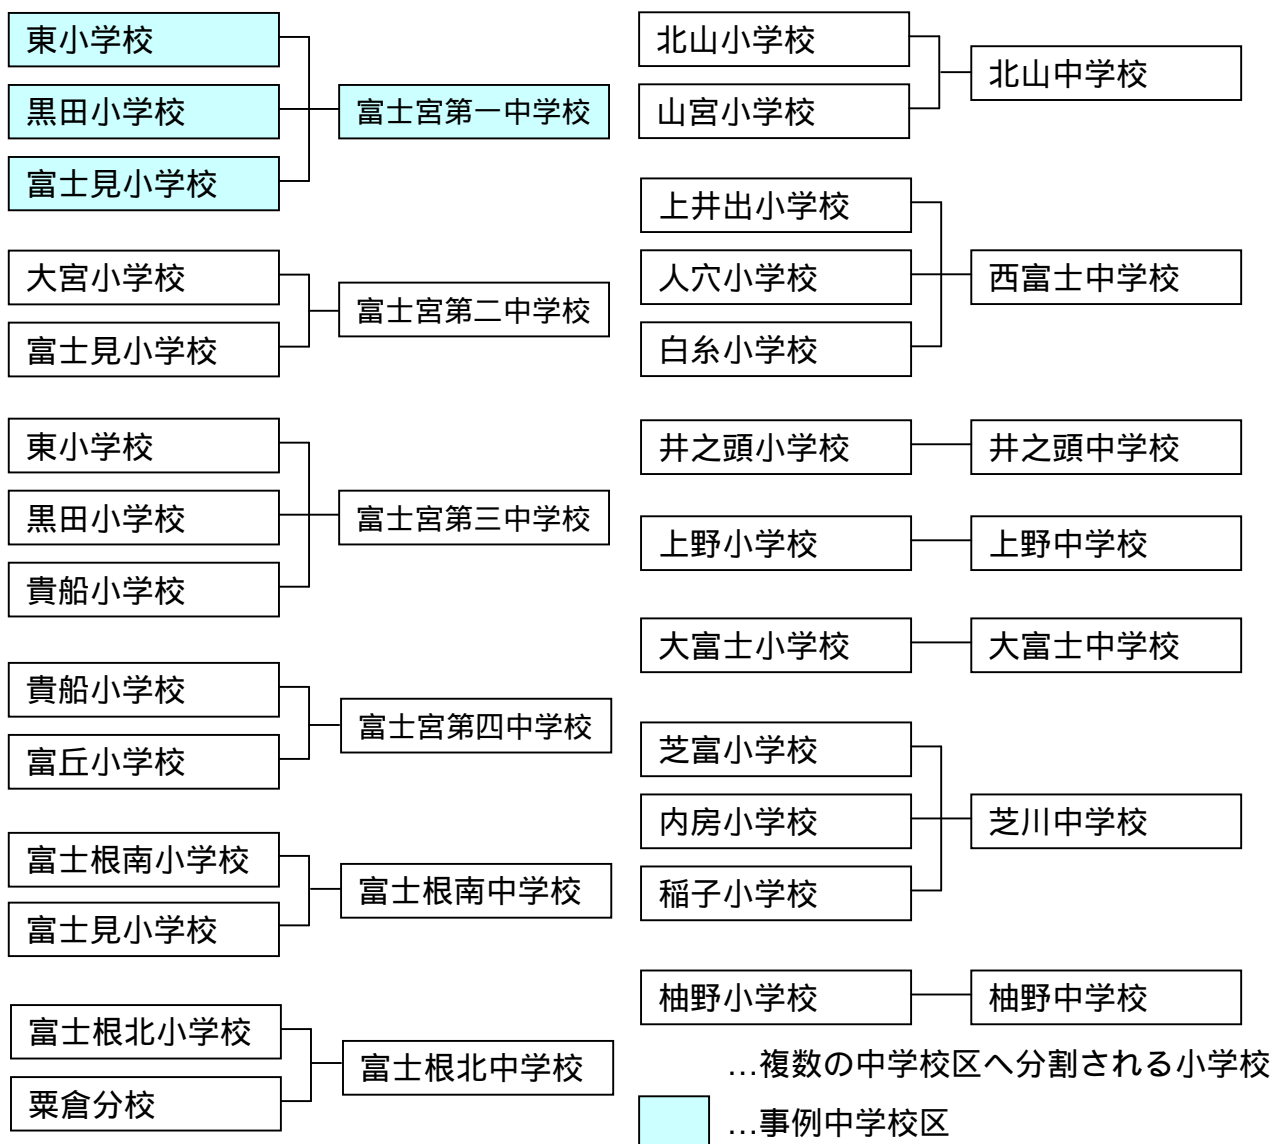 東小学校
黒田小学校
富士宮第一中学校
富士見小学校
大宮小学校
富士宮第二中学校
富士見小学校
東小学校
黒田小学校
富士宮第三中学校
貴船小学校
貴船小学校
富士宮第四中学校
富丘小学校
富士根南小学校
富士根南中学校
富士見小学校
富士根北小学校
富士根北中学校
粟倉分校
北山小学校
北山中学校
山宮小学校
上井出小学校
人穴小学校
西富士中学校
白糸小学校
井之頭小学校
井之頭中学校
上野小学校
上野中学校
大富士小学校
大富士中学校
芝富小学校
内房小学校
芝川中学校
稲子小学校
柚野小学校
柚野中学校
…複数の中学校区へ分割される小学校
…事例中学校区